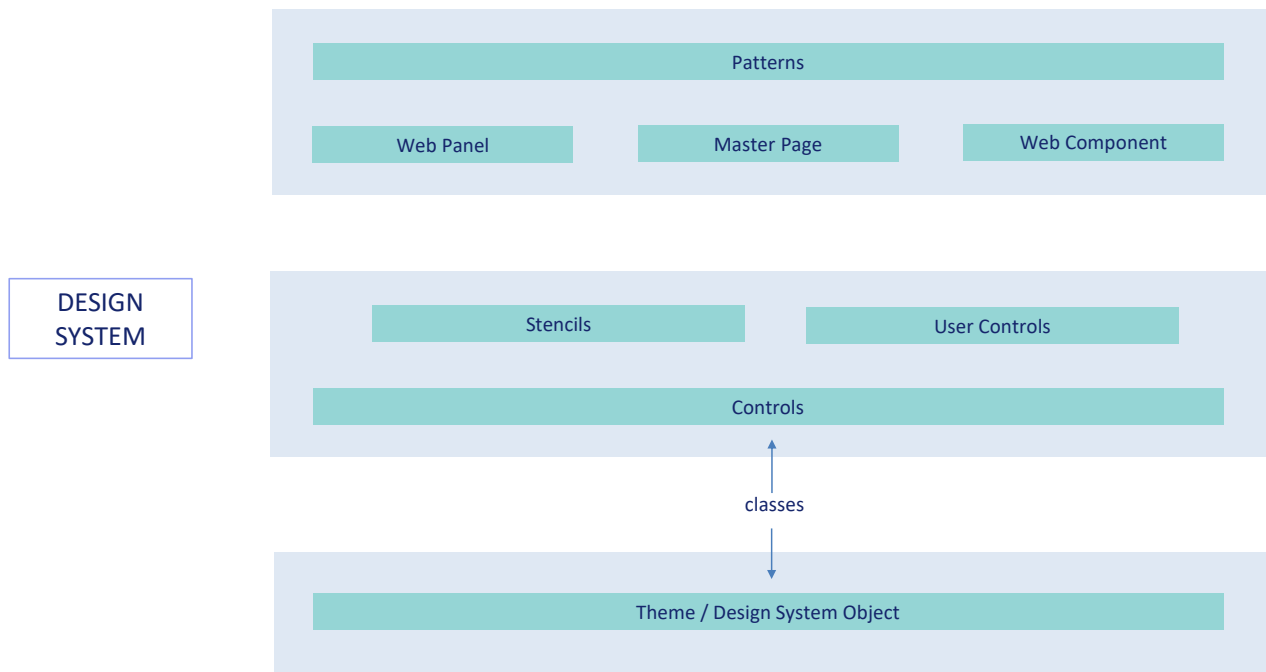 Patterns
Web Panel
Master Page
Web Component
DESIGN
SYSTEM
Stencils
User Controls
Controls
classes
Theme / Design System Object